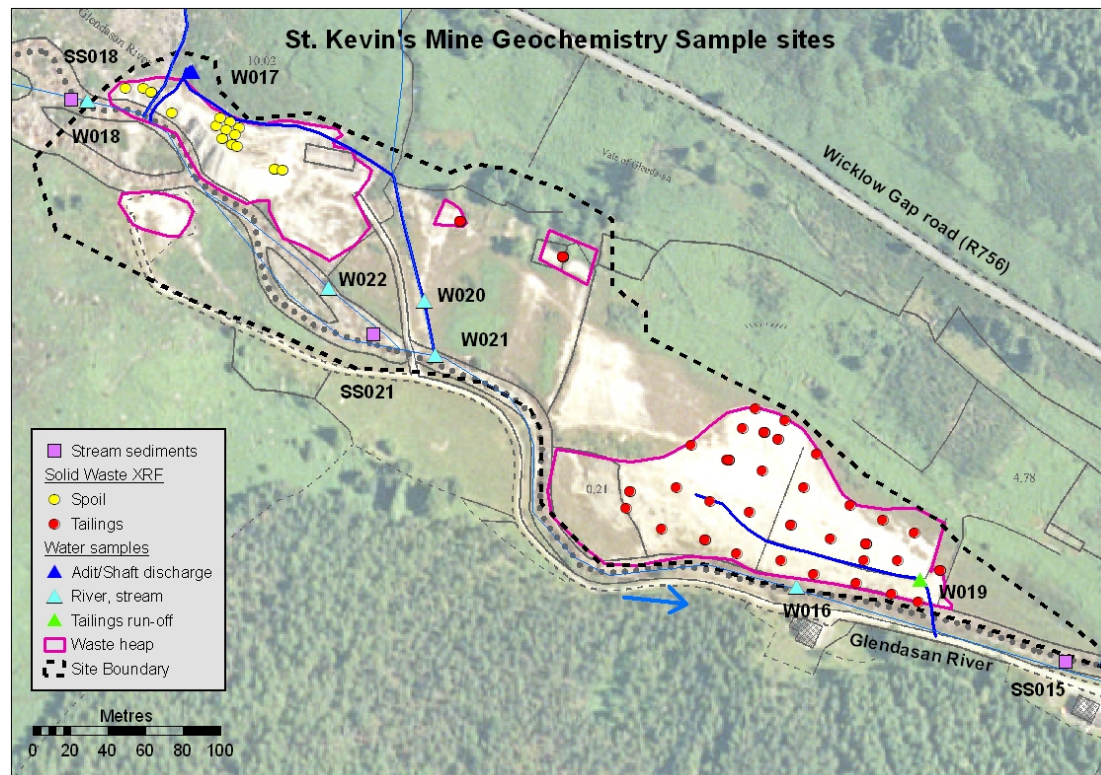 St. Kevin's Mine Geochemistry Sample sites
Glendasan River
SS018
10.02
W017
W018
Wicklow Gap road (R756)
W022
W020
W021
SS021
4.78
0.21
W019
W016
Glendasan River
SS015
Stream sediments
Solid Waste XRF
Spoil
Tailings
Water samples
Adit/Shaft discharge
River, stream
Tailings run-off
Waste heap
Site Boundary
Metres
0 20 40 60 80 100